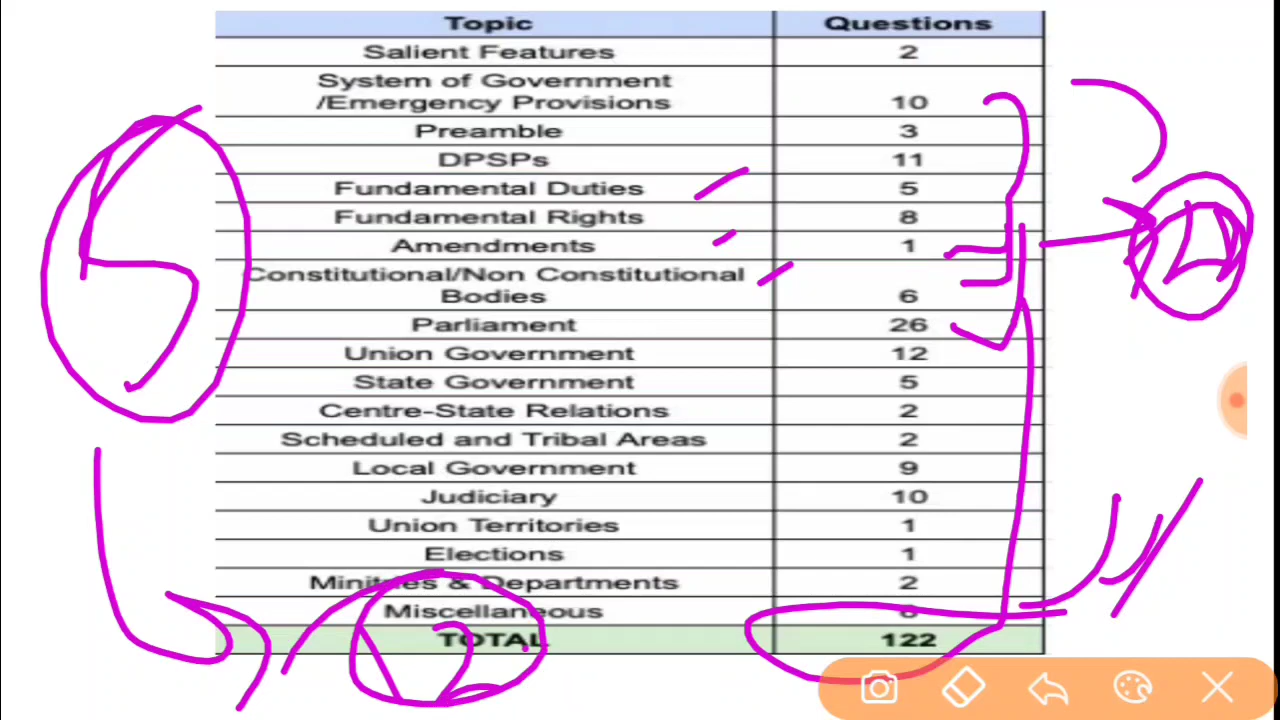 Topic Questions
Salient Features 2
System of Government
/Emergency Provisions 10
Preamble 3
DPSPs 11
Fundamental Duties 5
Fundamental Rights 8
Amendments 1
Constitutional/Non Constitutional
Bodies 6
Parliament 26
Union Government 12
State Government 5
Centre-State Relations 2
Scheduled and Tribal Areas 2
Local Government 9
Judiciary 10
Union Territories 1
Elections 1
Minitries & Departments 2
Miscellaneous
TOTAL 122